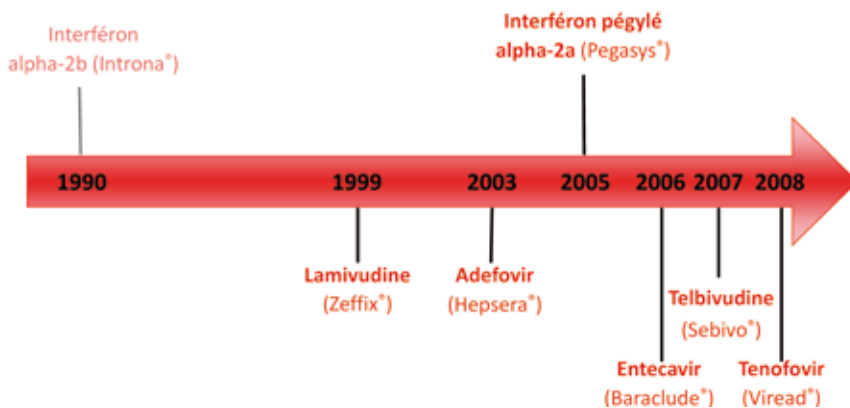 Interféron
alpha-2b (Introna®)
Interféron pégylé
alpha-2a (Pegasys®)
1990 1999 2003 2005 2006 2007 2008
Lamivudine
(Zeffix®)
Adefovir
(Hepsera®)
Telbivudine
(Sebivo®)
Entecavir
(Baraclude®)
Tenofovir
(Viread®)